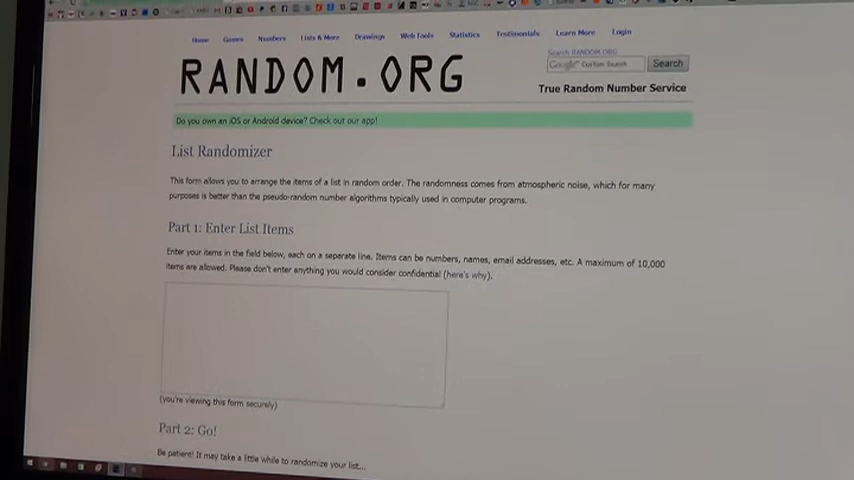 Home Games Numbers Lists & More Drawings Web Tools Statistics Testimonials Learn More Login
Search RANDOM.ORG
RANDOM.ORG
Google Custom Search Search
True Random Number Service
Do you own an iOS or Android device? Check out our app!
List Randomizer
This form allows you to arrange the items of a list in random order. The randomness comes from atmospheric noise, which for many
purposes is better than the pseudo-random number algorithms typically used in computer programs.
Part 1: Enter List Items
Enter your items in the field below, each on a separate line. Items can be numbers, names, email addresses, etc. A maximum of 10,000
items are allowed. Please don't enter anything you would consider confidential (here's why).
(you're viewing this form securely)
Part 2: Go!
Be patient! It may take a little while to randomize your list...